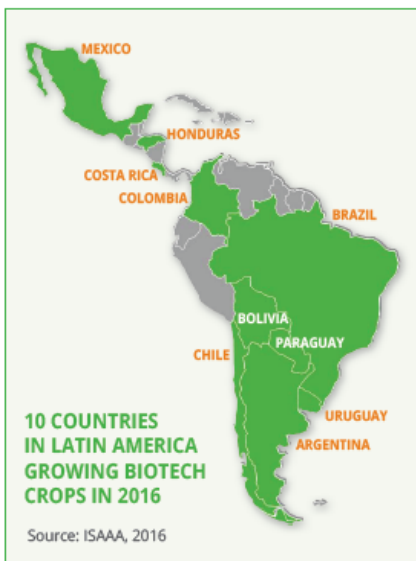 MEXICO
HONDURAS
COSTA RICA
COLOMBIA
BRAZIL
BOLIVIA
PARAGUAY
CHILE
URUGUAY
ARGENTINA
10 COUNTRIES
IN LATIN AMERICA
GROWING BIOTECH
CROPS IN 2016
Source: ISAAA, 2016